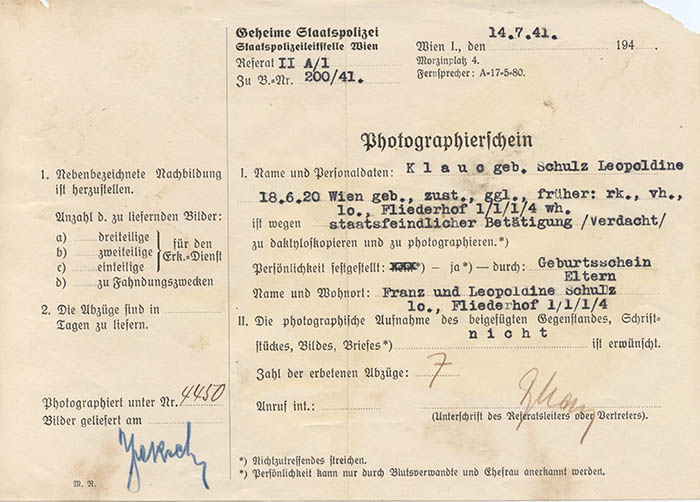 Geheime Staatspolizei
Staatspolizeileitstelle Wien
Referat II A/1
Zu B.=Nr. 200/41.
14.7.41.
Wien I., den 194
Morzinplatz 4.
Fernsprecher: A=17=5=80.
Photographierschein
1. Nebenbezeichnete Nachbildung
ist herzustellen.
Anzahl d. zu liefernden Bilder:
a) dreiteilige
b) zweiteilige
c) einteilige
für den
Erk.=Dienst
d) zu Fahndungszwecken
2. Die Abzüge sind in
Tagen zu liefern.
Photographiert unter Nr. 4450
Bilder geliefert am
M. R.
I. Name und Personaldaten: Klauc geb. Schulz Leopoldine
18.6.20 Wien geb., zust., ggl., früher: rk., vh.,
lo., Fliederhof 1/1/1/4 wh.
ist wegen staatsfeindlicher Betätigung /Verdacht/
zu daktyloskopieren und zu photographieren.*)
Persönlichkeit festgestellt: *) — ja*) — durch: Geburtsschein
Eltern
Name und Wohnort: Franz und Leopoldine Schulz
lo., Fliederhof 1/1/1/4
II. Die photographische Aufnahme des beigefügten Gegenstandes, Schrift=
nicht
stückes, Bildes, Briefes*) ist erwünscht.
Zahl der erbetenen Abzüge: 7
Anruf int.:
(Unterschrift des Referatsleiters oder Vertreters).
*) Nichtzutreffendes streichen.
*) Persönlichkeit kann nur durch Blutsverwandte und Ehefrau anerkannt werden.